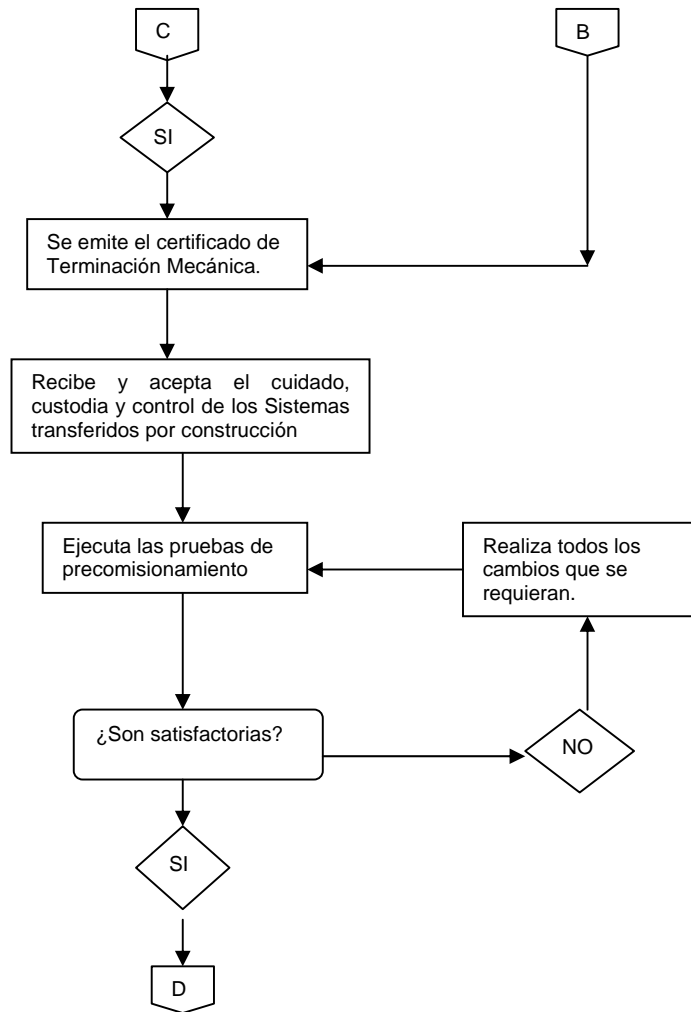 C
B
SI
Se emite el certificado de
Terminación Mecánica.
Recibe y acepta el cuidado,
custodia y control de los Sistemas
transferidos por construcción
Ejecuta las pruebas de
precomisionamiento
Realiza todos los
cambios que se
requieran.
¿Son satisfactorias?
NO
SI
D